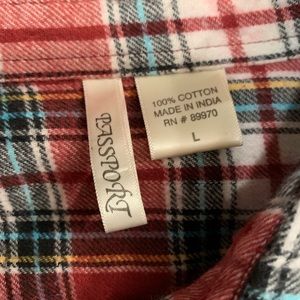 PASSPORT
100% COTTON
MADE IN INDIA
RN # 89970
L